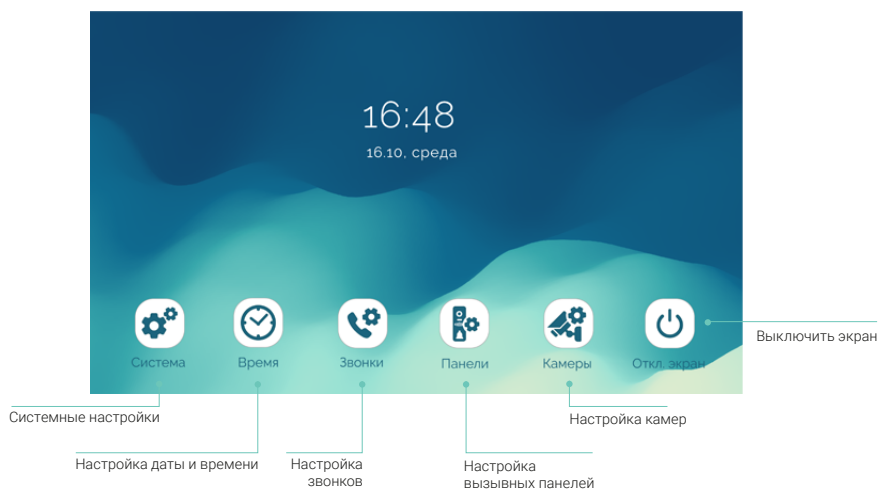 16:48
16.10, среда
Система
Время
Звонки
Панели
Камеры
Откл. экран
Выключить экран
Системные настройки
Настройка камер
Настройка даты и времени
Настройка
звонков
Настройка
вызывных панелей